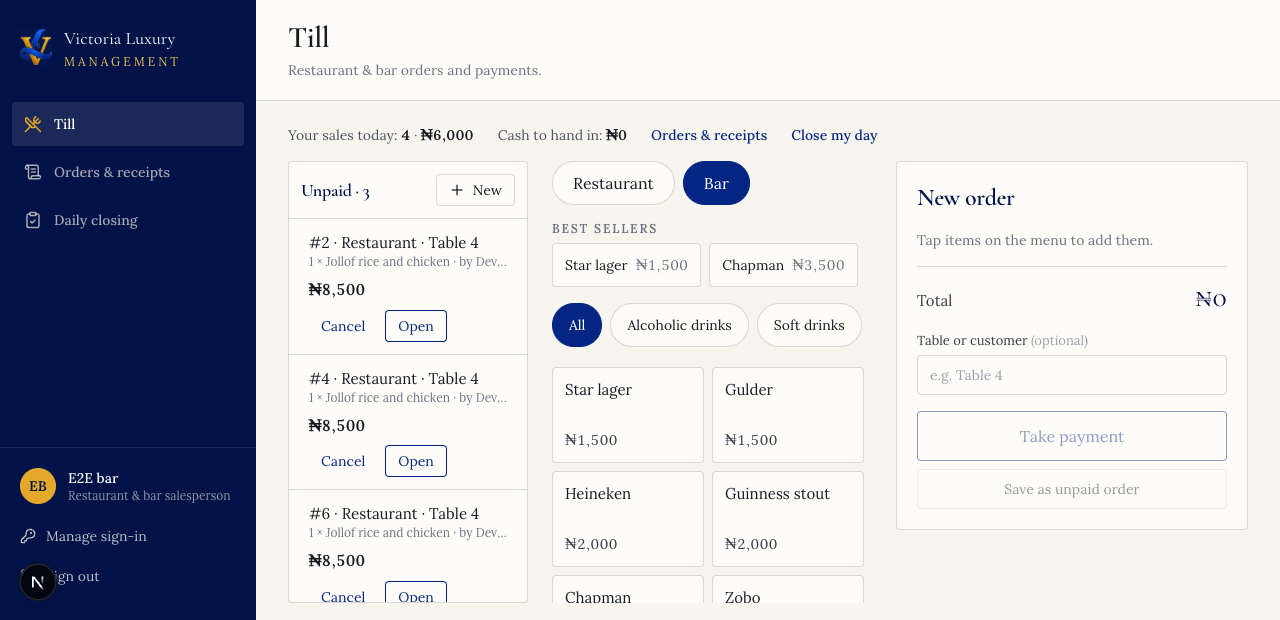 Victoria Luxury
MANAGEMENT
Till
Orders & receipts
Daily closing
E2E bar
EB
Restaurant & bar salesperson
Manage sign-in
ign out
N
Till
Restaurant & bar orders and payments.
Your sales today: 4 · ₦6,000 Cash to hand in: ₦0 Orders & receipts Close my day
Unpaid · 3
+ New
#2 · Restaurant · Table 4
1 × Jollof rice and chicken · by Dev...
₦8,500
Cancel Open
#4 · Restaurant · Table 4
1 × Jollof rice and chicken · by Dev...
₦8,500
Cancel Open
#6 · Restaurant · Table 4
1 × Jollof rice and chicken · by Dev...
₦8,500
Cancel Open
Restaurant Bar
BEST SELLERS
Star lager ₦1,500 Chapman ₦3,500
All Alcoholic drinks Soft drinks
Star lager
₦1,500
Gulder
₦1,500
Heineken
₦2,000
Guinness stout
₦2,000
Chapman
Zobo
New order
Tap items on the menu to add them.
Total ₦0
Table or customer (optional)
e.g. Table 4
Take payment
Save as unpaid order